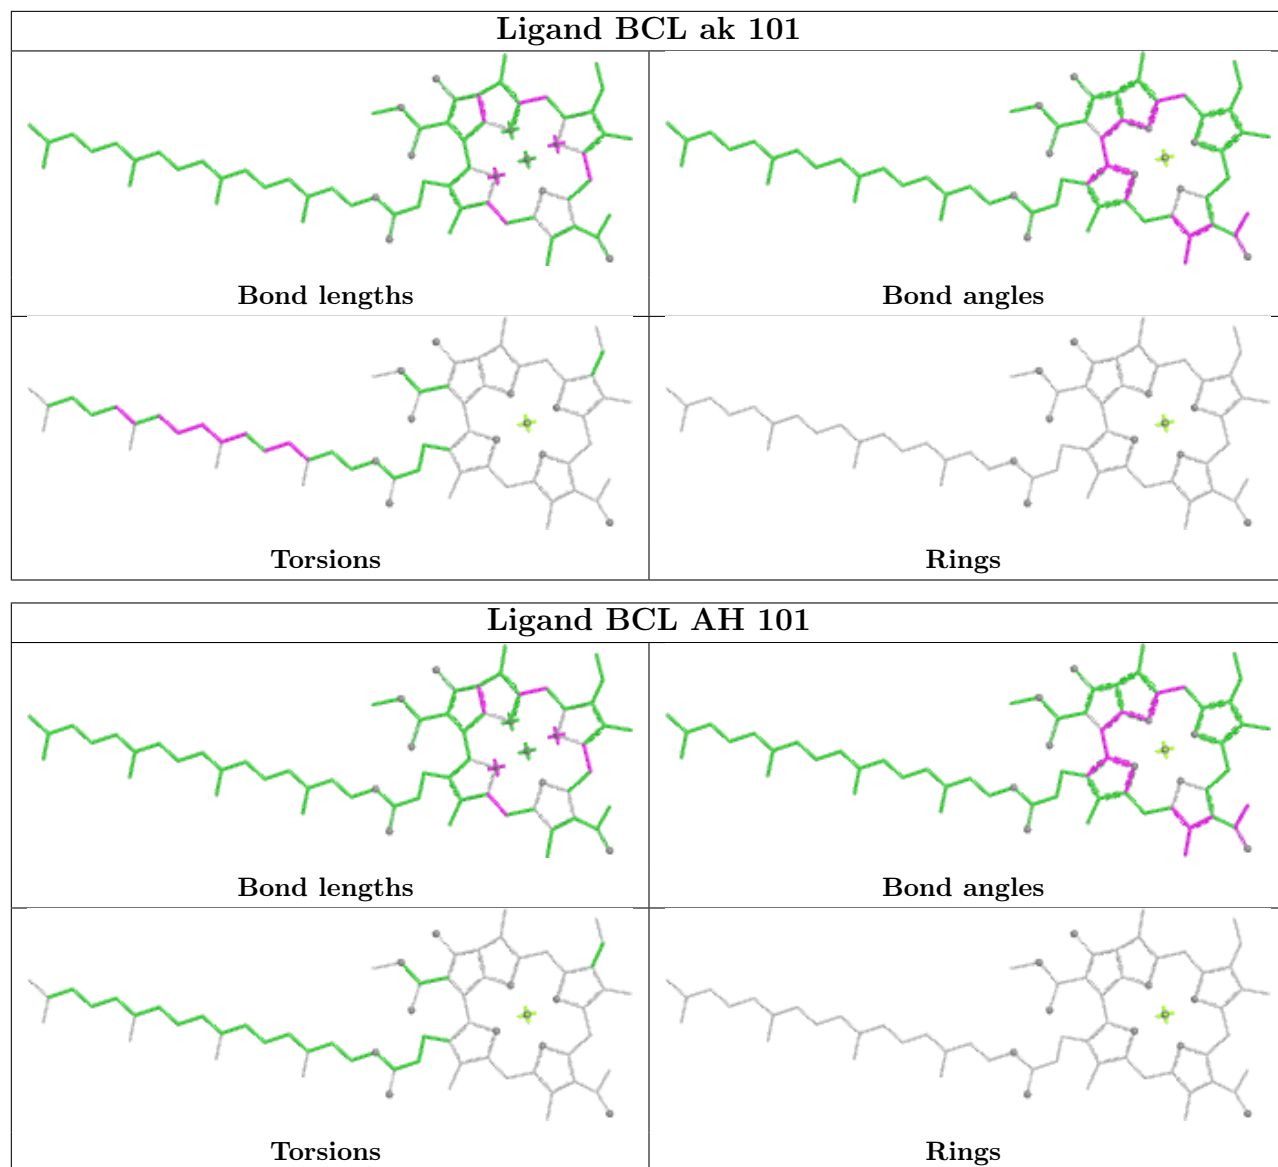 Ligand BCL ak 101
Bond lengths
Bond angles
Torsions
Rings
Ligand BCL AH 101
Bond lengths
Bond angles
Torsions
Rings